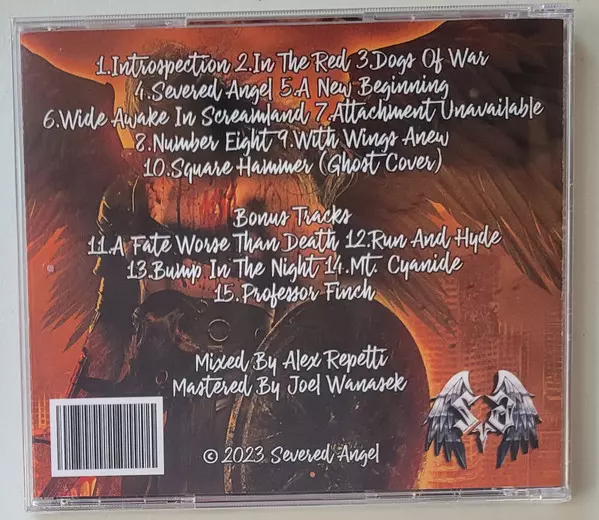 1.Introspection 2.In The Red 3.Dogs Of War
4.Severed Angel 5.A New Beginning
6.Wide Awake In Screamland 7.Attachment Unavailable
8.Number Eight 9.With Wings Anew
10.Square Hammer (Ghost Cover)
Bonus Tracks
11.A Fate Worse Than Death 12.Run And Hyde
13.Bump In The Night 14.Mt. Cyanide
15.Professor Finch
Mixed By Alex Repetti
Mastered By Joel Wanasek
SA
© 2023 Severed Angel